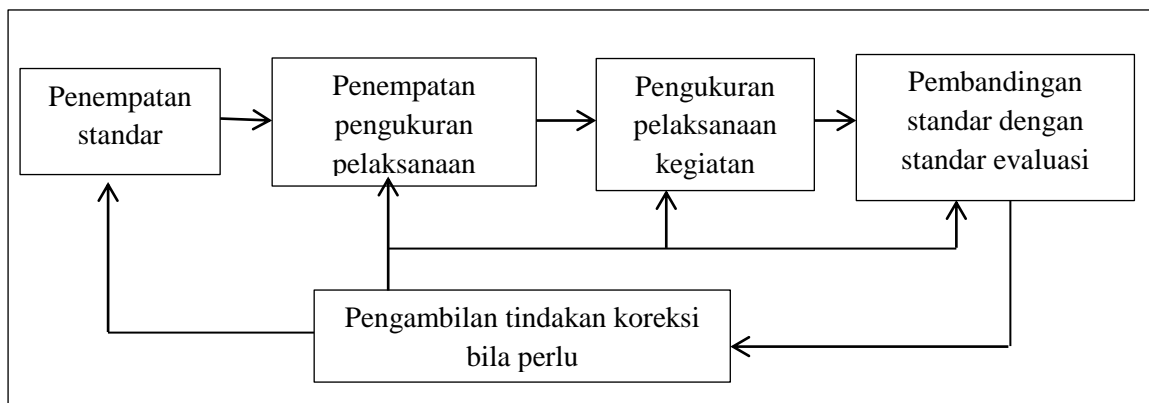 Penempatan
standar
Penempatan
pengukuran
pelaksanaan
Pengukuran
pelaksanaan
kegiatan
Pembandingan
standar dengan
standar evaluasi
Pengambilan tindakan koreksi
bila perlu